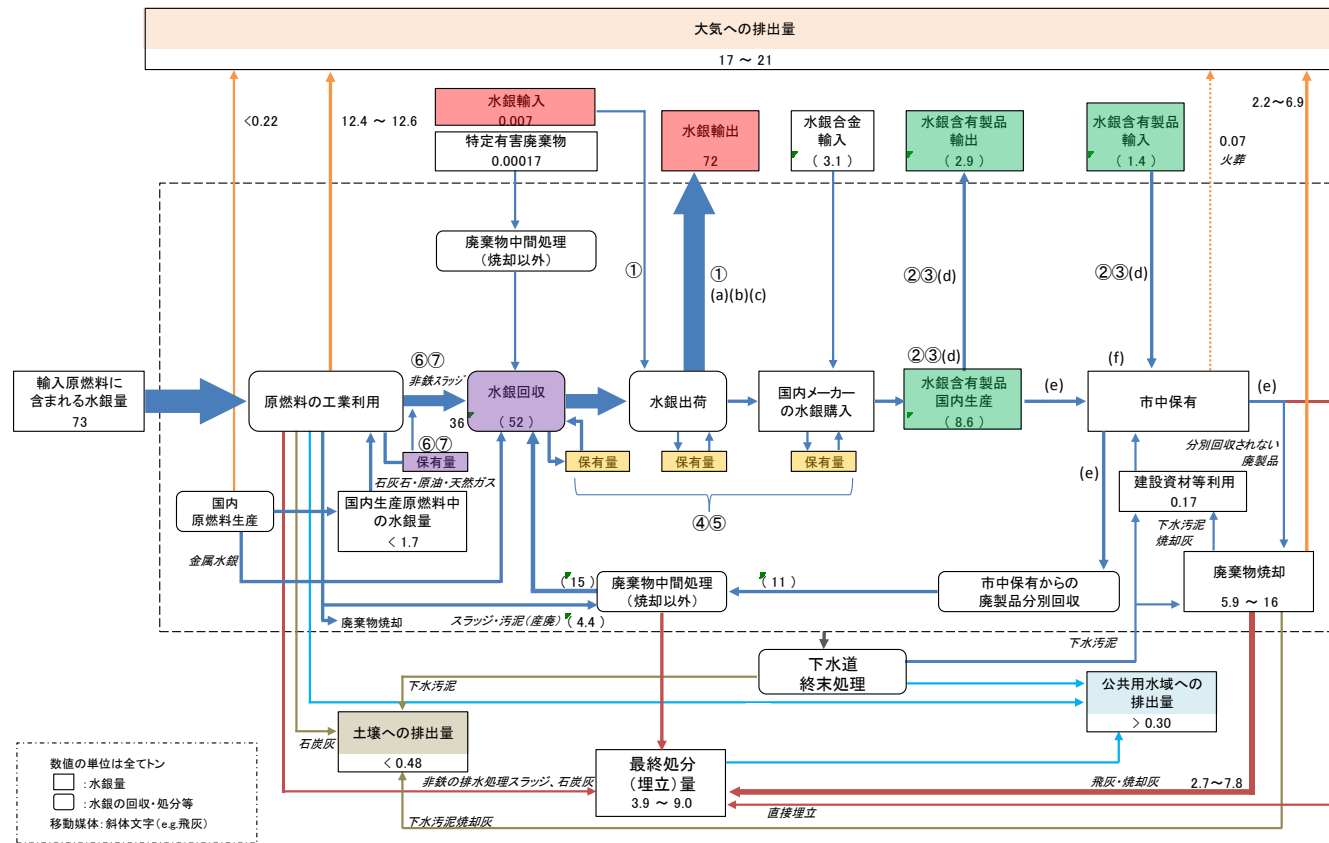 大気への排出量
17 ～ 21
<0.22
12.4 ～ 12.6
水銀輸入
0.007
特定有害廃棄物
0.00017
水銀輸出
72
水銀合金
輸入
( 3.1 )
水銀含有製品
輸出
( 2.9 )
水銀含有製品
輸入
( 1.4 )
0.07
火葬
2.2～6.9
廃棄物中間処理
(焼却以外)
①
①
(a)(b)(c)
②③(d)
②③(d)
輸入原燃料に
含まれる水銀量
73
原燃料の工業利用
⑥⑦
非鉄スラッジ
36
水銀回収
( 52 )
水銀出荷
国内メーカー
の水銀購入
②③(d)
水銀含有製品
国内生産
( 8.6 )
(e)
(f)
市中保有
(e)
⑥⑦
保有量
保有量
保有量
保有量
④⑤
(e)
分別回収されない
廃製品
石灰石・原油・天然ガス
国内
原燃料生産
国内生産原燃料中
の水銀量
< 1.7
建設資材等利用
0.17
下水汚泥
焼却灰
金属水銀
( 15 )
廃棄物中間処理
(焼却以外)
( 11 )
市中保有からの
廃製品分別回収
廃棄物焼却
5.9 ～ 16
廃棄物焼却
スラッジ・汚泥(産廃)
( 4.4 )
下水汚泥
下水道
終末処理
下水汚泥
公共用水域への
排出量
> 0.30
土壌への排出量
< 0.48
石炭灰
最終処分
(埋立)量
3.9 ～ 9.0
非鉄の排水処理スラッジ、石炭灰
飛灰・焼却灰
2.7～7.8
直接埋立
下水汚泥焼却灰
数値の単位は全てトン
:水銀量
:水銀の回収・処分等
移動媒体:斜体文字(e.g.飛灰)